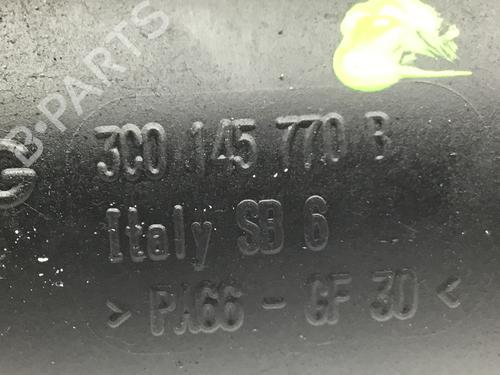 B-PARTS
3C0 145 770 B
Italy SB 6
> PA66 - GF 30 <